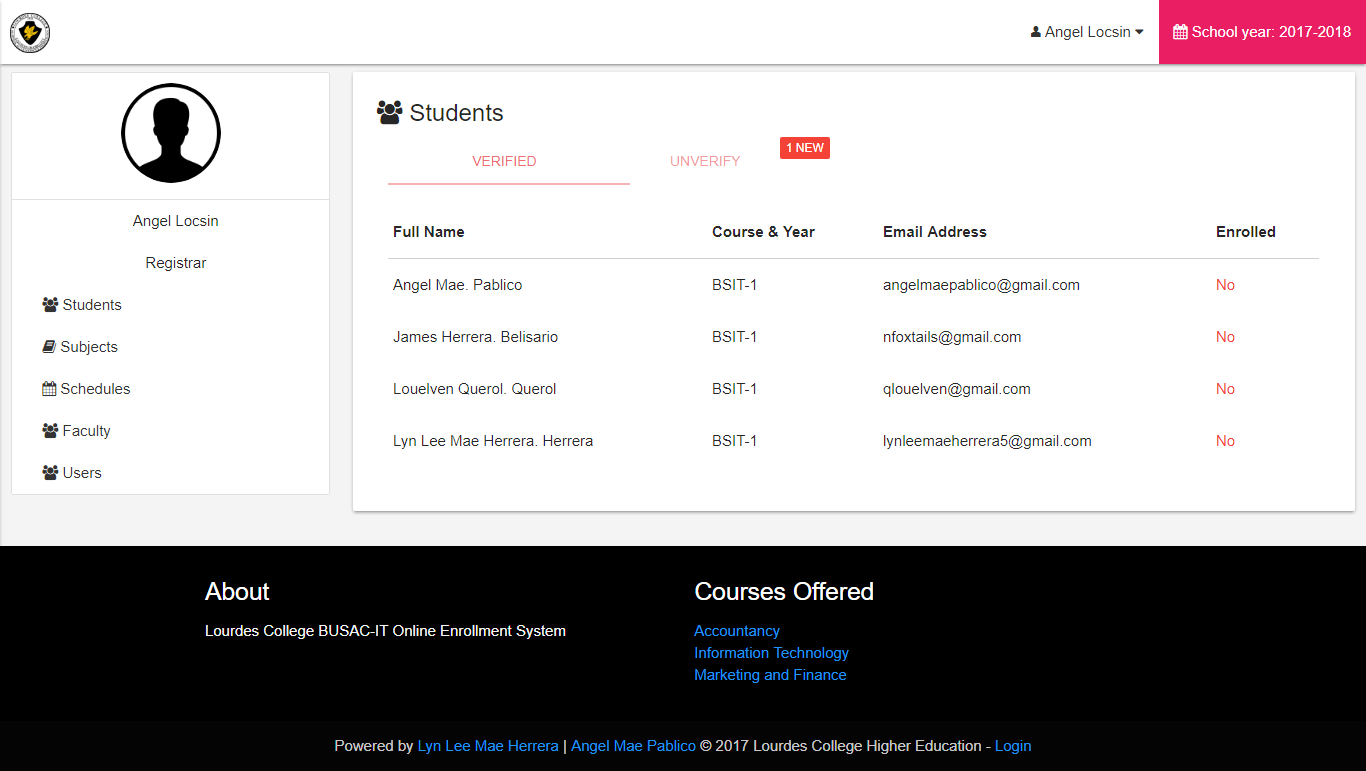 Angel Locsin
School year: 2017-2018
Angel Locsin
Registrar
Students
Subjects
Schedules
Faculty
Users
Students
VERIFIED
UNVERIFY
1 NEW
Full Name Course & Year Email Address Enrolled
Angel Mae. Pablico BSIT-1 angelmaepablico@gmail.com No
James Herrera. Belisario BSIT-1 nfoxtails@gmail.com No
Louelven Querol. Querol BSIT-1 qlouelven@gmail.com No
Lyn Lee Mae Herrera. Herrera BSIT-1 lynleemaeherrera5@gmail.com No
About
Lourdes College BUSAC-IT Online Enrollment System
Courses Offered
Accountancy
Information Technology
Marketing and Finance
Powered by Lyn Lee Mae Herrera | Angel Mae Pablico © 2017 Lourdes College Higher Education - Login